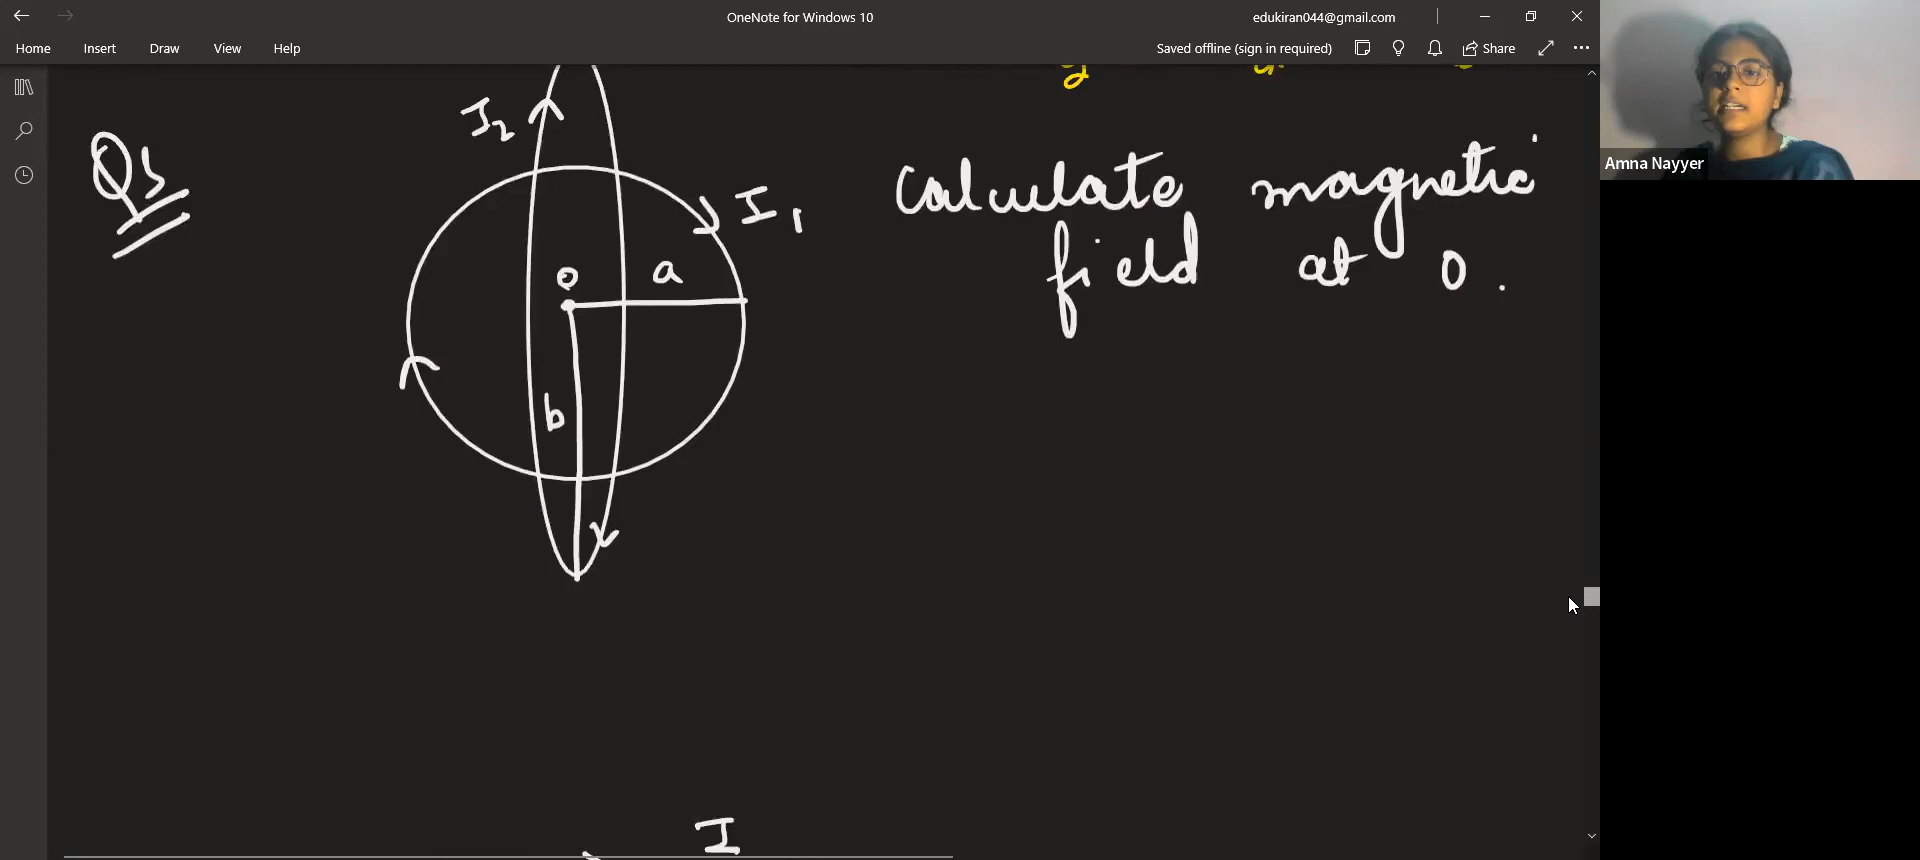 OneNote for Windows 10
edukiran044@gmail.com
Home Insert Draw View Help
Saved offline (sign in required)
Share
Amna Nayyer
I2
I1
calculate magnetic
field at O.
O
a
b
I